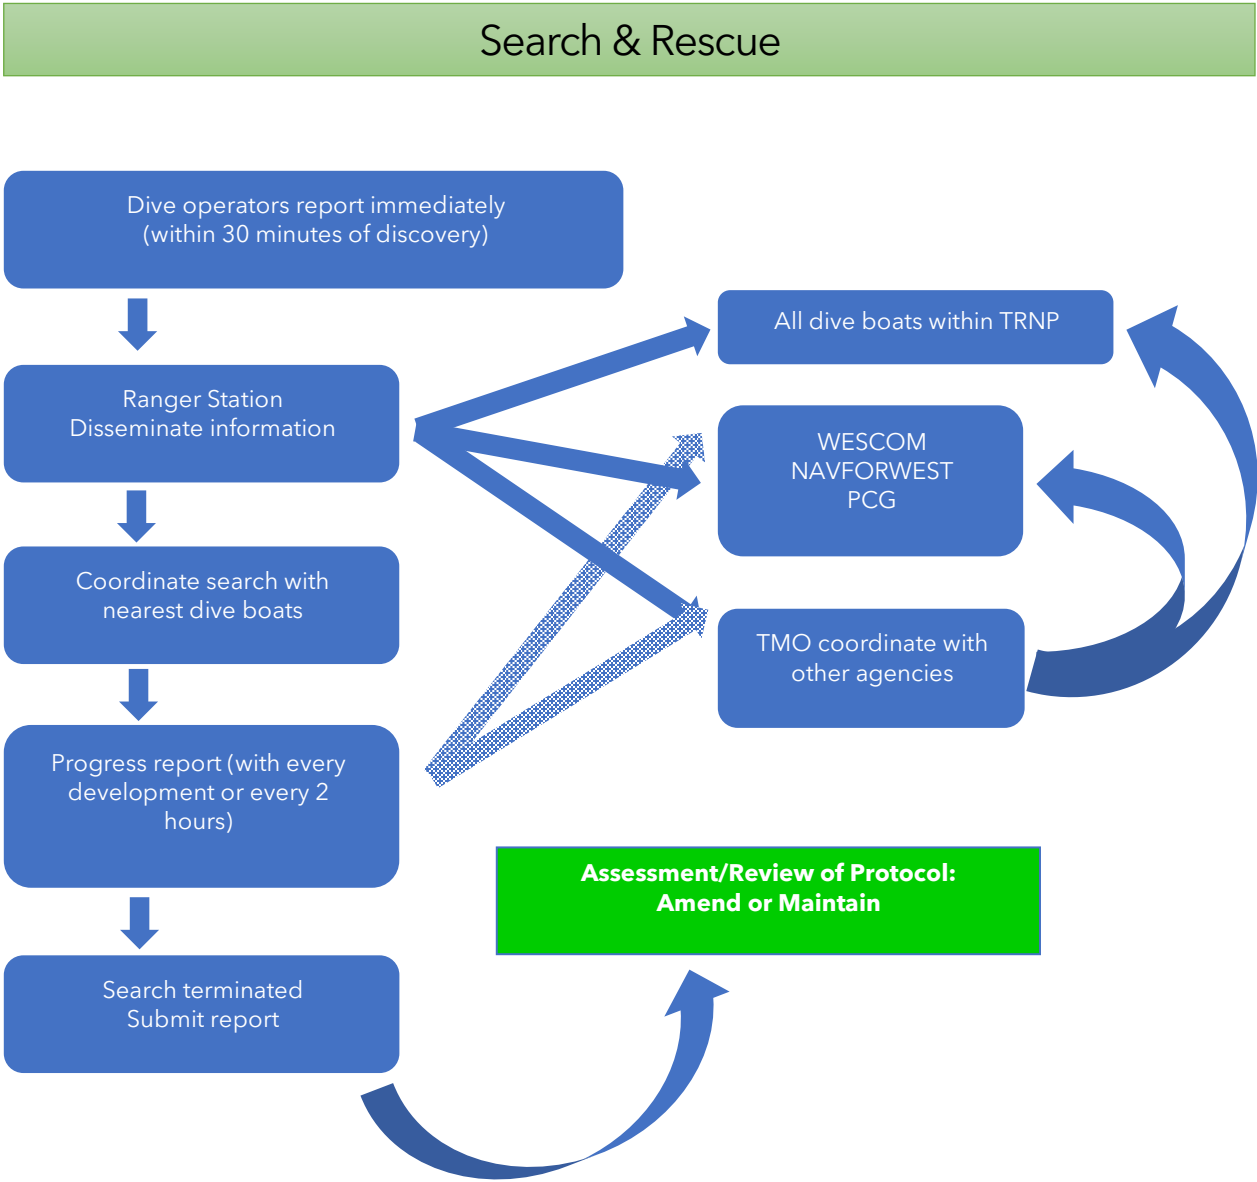 Search & Rescue
Dive operators report immediately
(within 30 minutes of discovery)
Ranger Station
Disseminate information
Coordinate search with
nearest dive boats
Progress report (with every
development or every 2
hours)
Search terminated
Submit report
All dive boats within TRNP
WESCOM
NAVFORWEST
PCG
TMO coordinate with
other agencies
Assessment/Review of Protocol:
Amend or Maintain